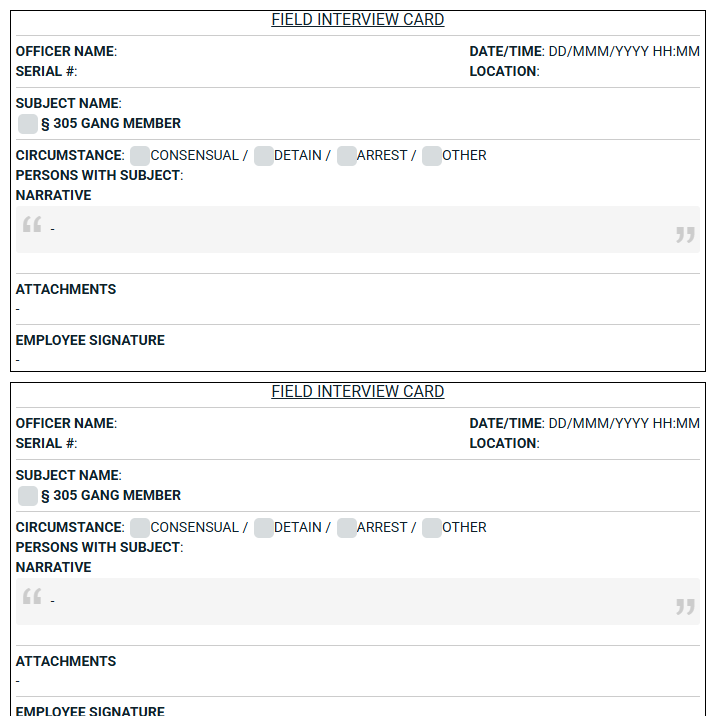 FIELD INTERVIEW CARD
OFFICER NAME: DATE/TIME: DD/MMM/YYYY HH:MM
SERIAL #: LOCATION:
SUBJECT NAME:
§ 305 GANG MEMBER
CIRCUMSTANCE: CONSENSUAL / DETAIN / ARREST / OTHER
PERSONS WITH SUBJECT:
NARRATIVE
“ - ”
ATTACHMENTS
-
EMPLOYEE SIGNATURE
-
FIELD INTERVIEW CARD
OFFICER NAME: DATE/TIME: DD/MMM/YYYY HH:MM
SERIAL #: LOCATION:
SUBJECT NAME:
§ 305 GANG MEMBER
CIRCUMSTANCE: CONSENSUAL / DETAIN / ARREST / OTHER
PERSONS WITH SUBJECT:
NARRATIVE
“ - ”
ATTACHMENTS
-
EMPLOYEE SIGNATURE